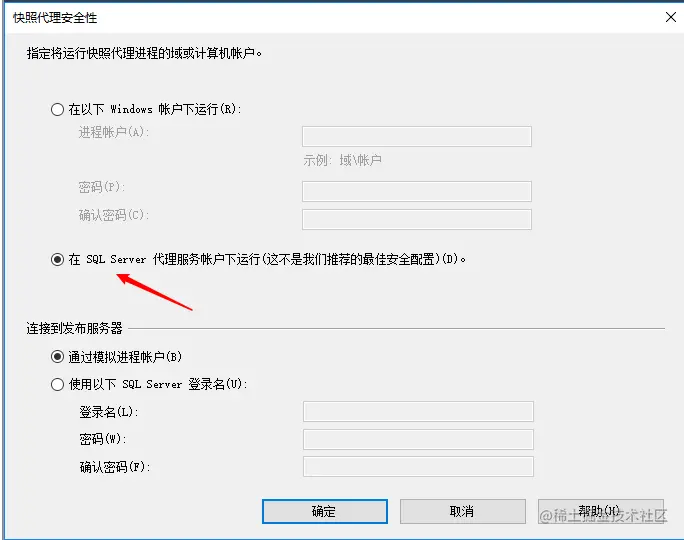 快照代理安全性
指定将运行快照代理进程的域或计算机帐户。
在以下 Windows 帐户下运行(R):
进程帐户(A):
示例: 域\帐户
密码(P):
确认密码(C):
在 SQL Server 代理服务帐户下运行(这不是我们推荐的最佳安全配置)(D)。
连接到发布服务器
通过模拟进程帐户(B)
使用以下 SQL Server 登录名(U):
登录名(L):
密码(W):
确认密码(F):
确定 取消 帮助(H)
@稀土掘金技术社区